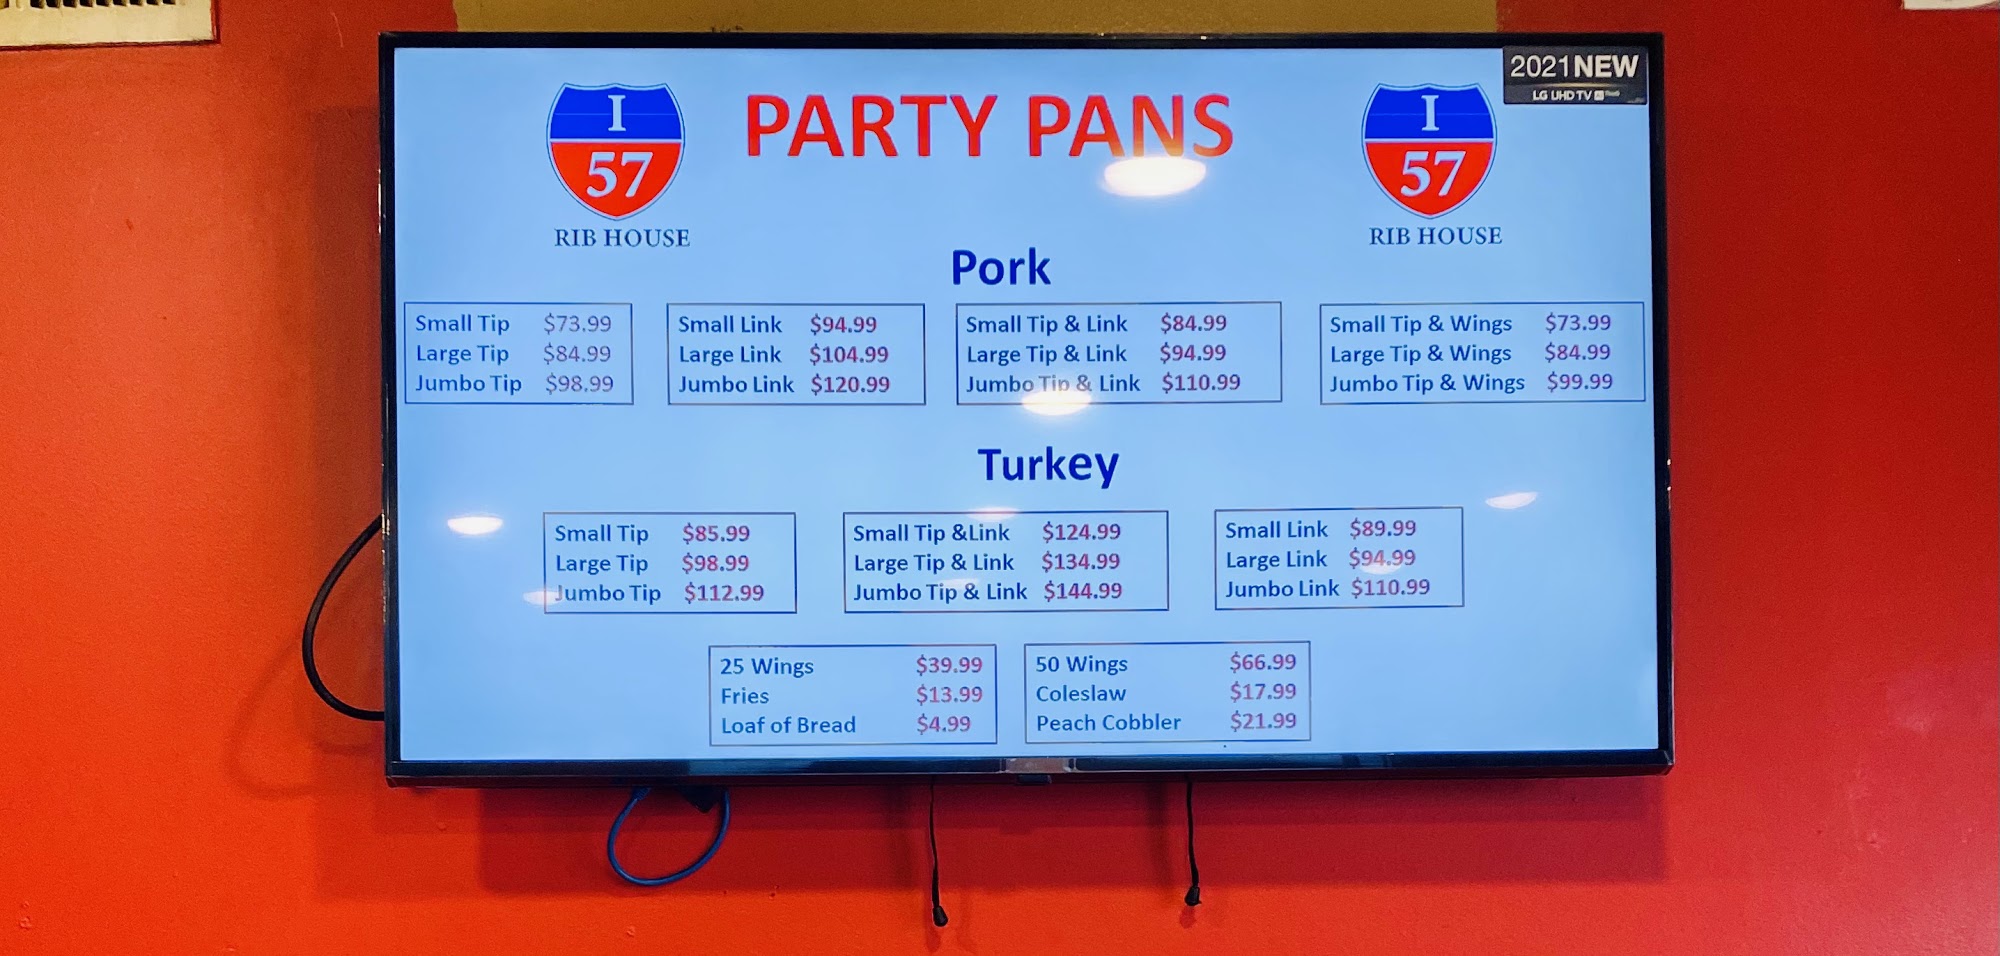 2021 NEW
LG UHD TV AI ThinQ
I
57
RIB HOUSE
PARTY PANS
I
57
RIB HOUSE
Pork
Small Tip $73.99
Large Tip $84.99
Jumbo Tip $98.99
Small Link $94.99
Large Link $104.99
Jumbo Link $120.99
Small Tip & Link $84.99
Large Tip & Link $94.99
Jumbo Tip & Link $110.99
Small Tip & Wings $73.99
Large Tip & Wings $84.99
Jumbo Tip & Wings $99.99
Turkey
Small Tip $85.99
Large Tip $98.99
Jumbo Tip $112.99
Small Tip &Link $124.99
Large Tip & Link $134.99
Jumbo Tip & Link $144.99
Small Link $89.99
Large Link $94.99
Jumbo Link $110.99
25 Wings $39.99
Fries $13.99
Loaf of Bread $4.99
50 Wings $66.99
Coleslaw $17.99
Peach Cobbler $21.99